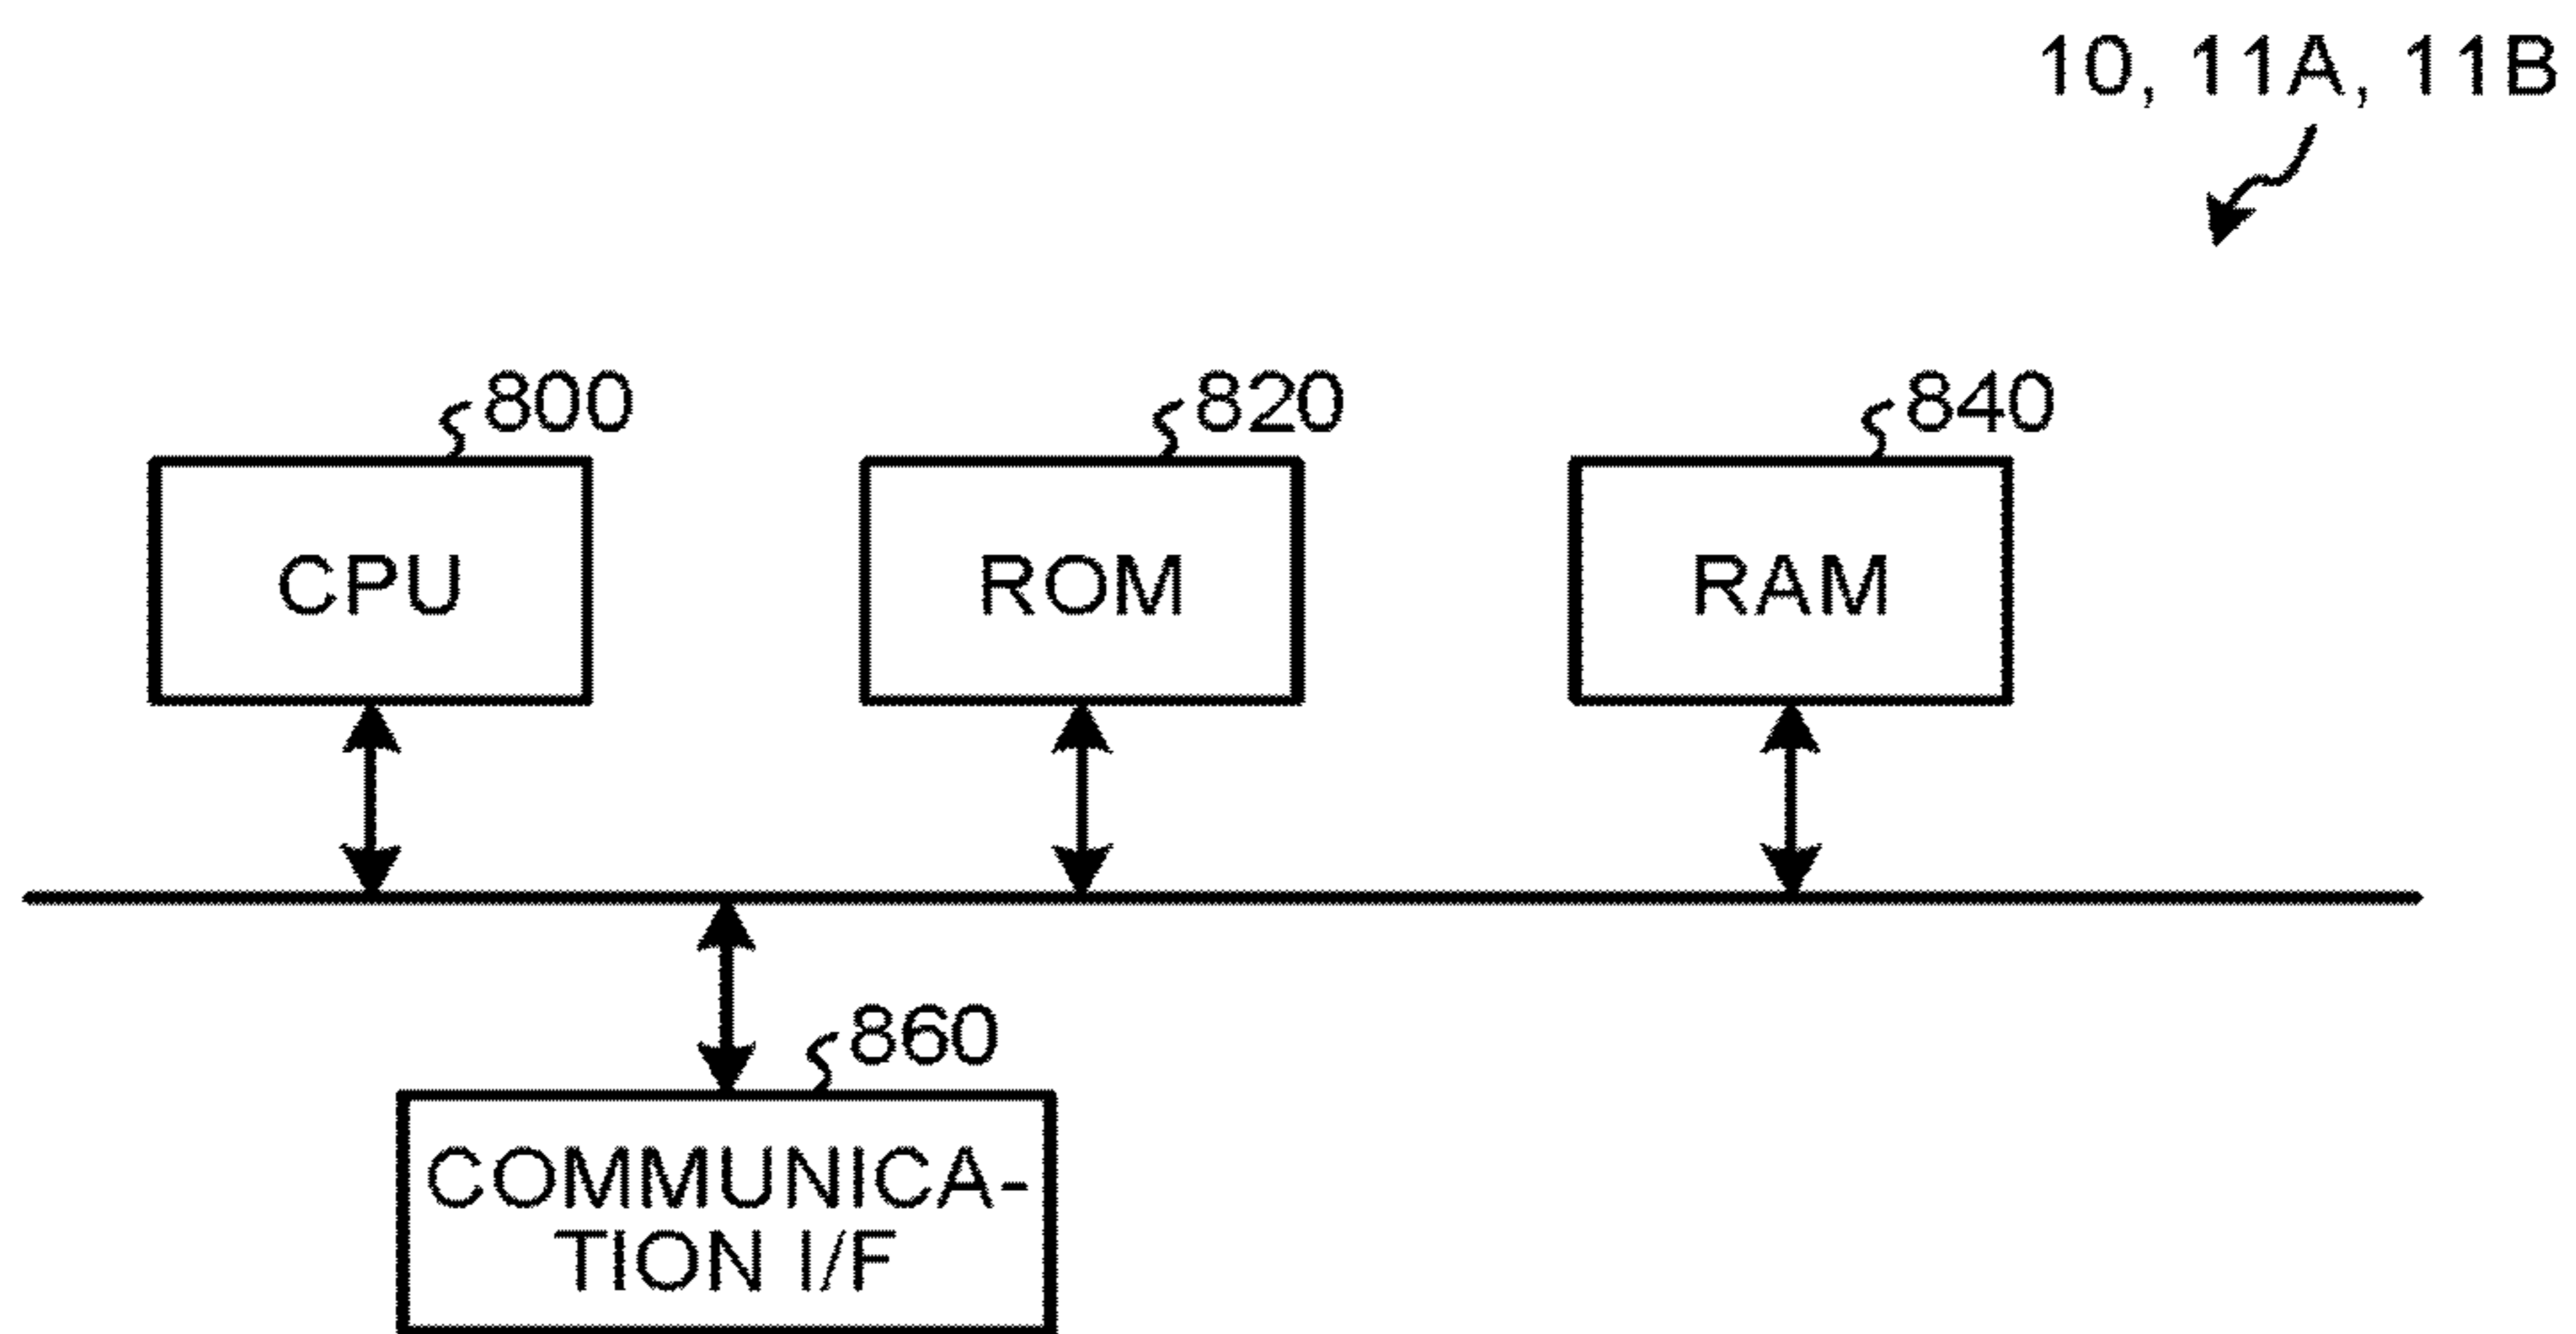 10, 11A, 11B
800
820
840
CPU
ROM
RAM
860
COMMUNICA-
TION I/F